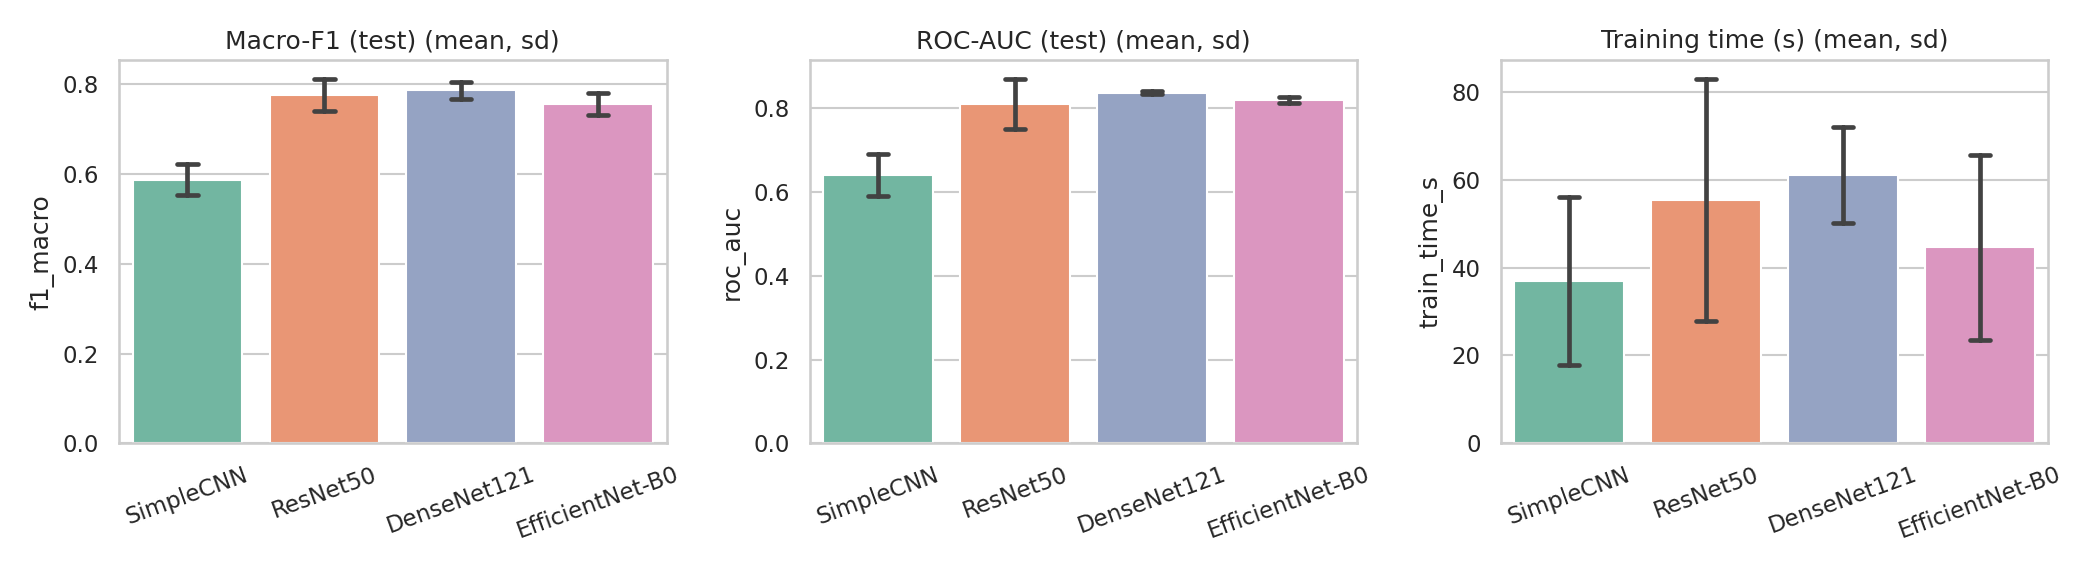 Macro-F1 (test) (mean, sd)
f1_macro
0.8
0.6
0.4
0.2
0.0
SimpleCNN
ResNet50
DenseNet121
EfficientNet-B0
ROC-AUC (test) (mean, sd)
roc_auc
0.8
0.6
0.4
0.2
0.0
SimpleCNN
ResNet50
DenseNet121
EfficientNet-B0
Training time (s) (mean, sd)
train_time_s
80
60
40
20
0
SimpleCNN
ResNet50
DenseNet121
EfficientNet-B0